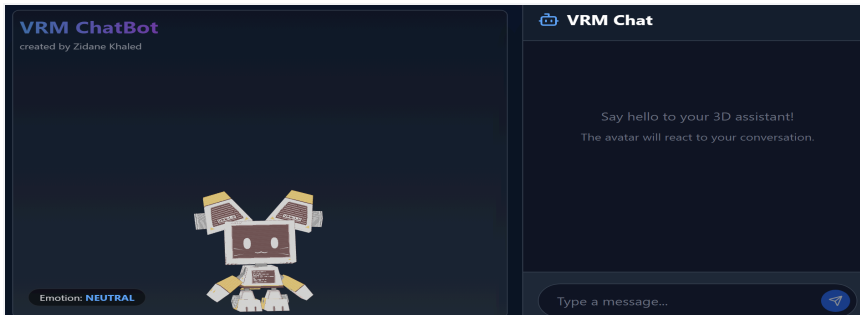 VRM ChatBot
created by Zidane Khaled
Emotion: NEUTRAL
VRM Chat
Say hello to your 3D assistant!
The avatar will react to your conversation.
Type a message...